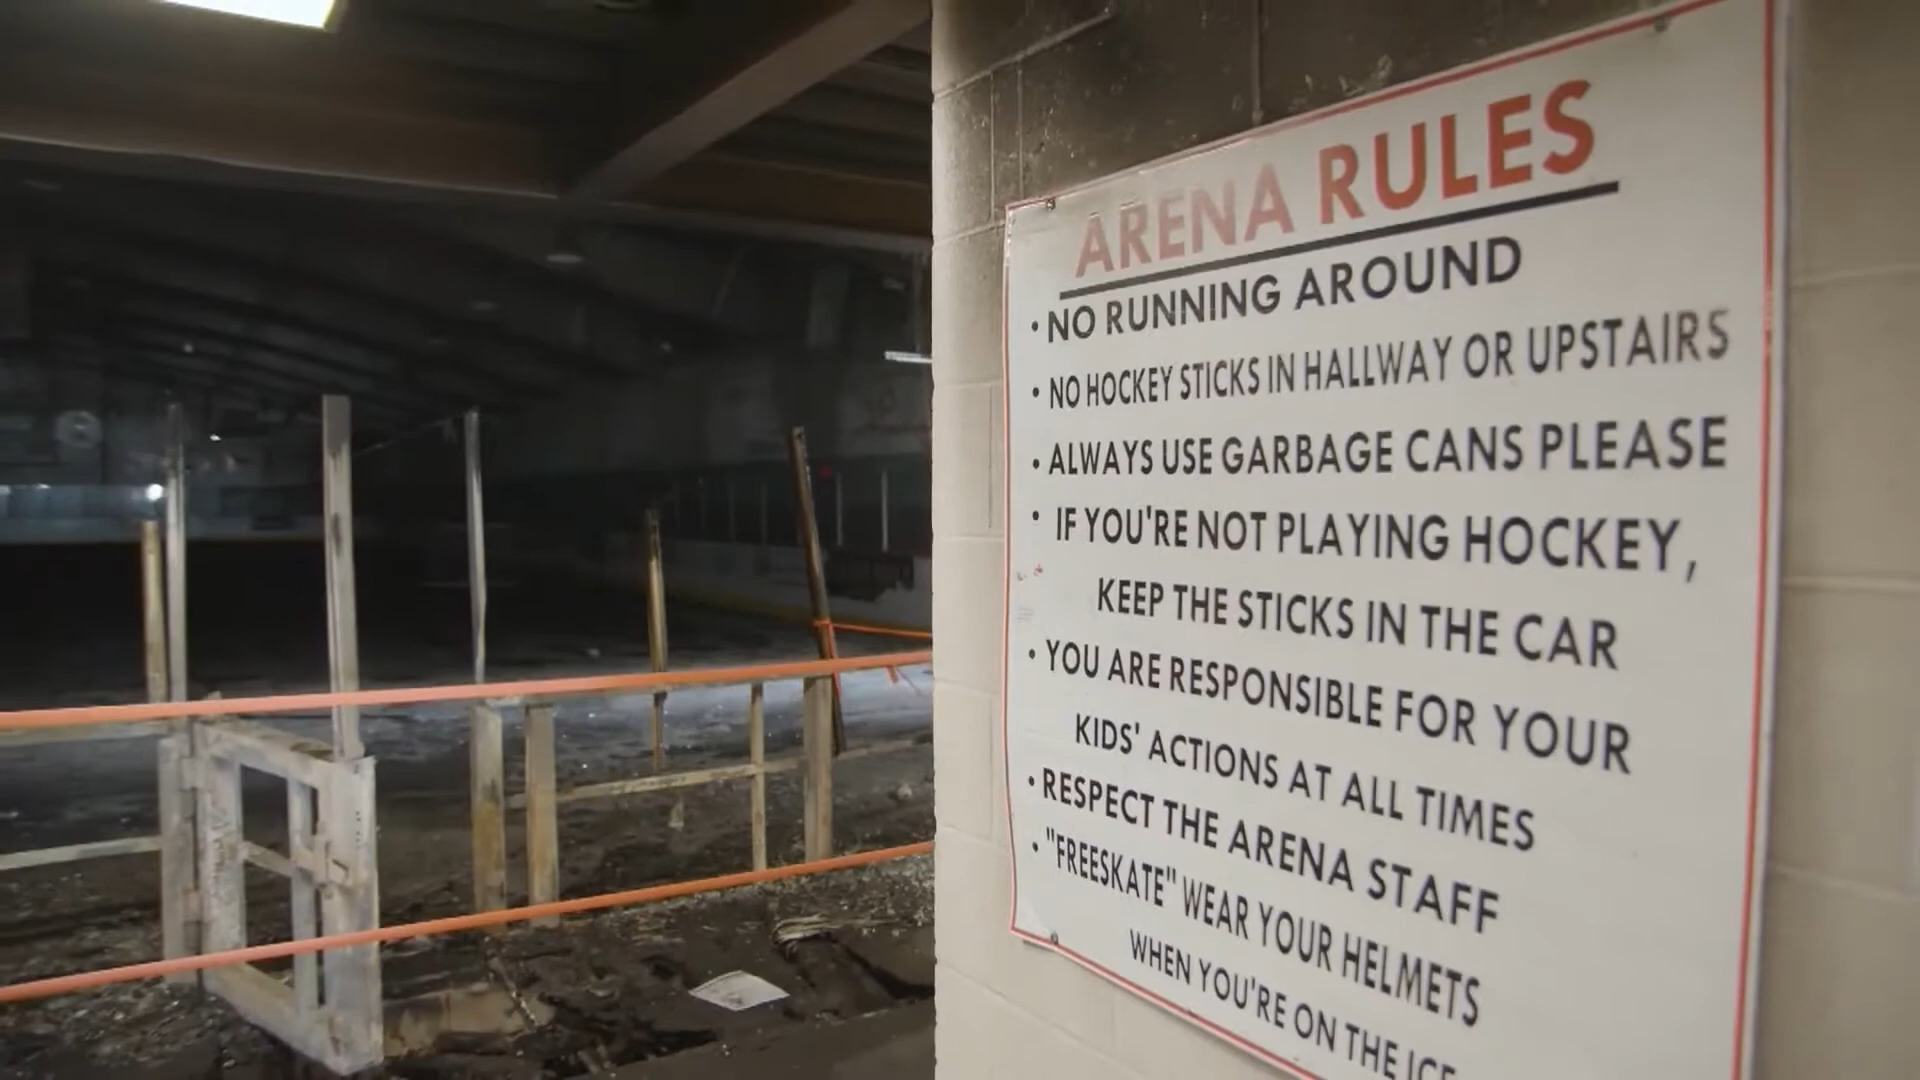 ARENA RULES
• NO RUNNING AROUND
• NO HOCKEY STICKS IN HALLWAY OR UPSTAIRS
• ALWAYS USE GARBAGE CANS PLEASE
• IF YOU'RE NOT PLAYING HOCKEY,
KEEP THE STICKS IN THE CAR
• YOU ARE RESPONSIBLE FOR YOUR
KIDS' ACTIONS AT ALL TIMES
• RESPECT THE ARENA STAFF
• "FREESKATE" WEAR YOUR HELMETS
WHEN YOU'RE ON THE ICE